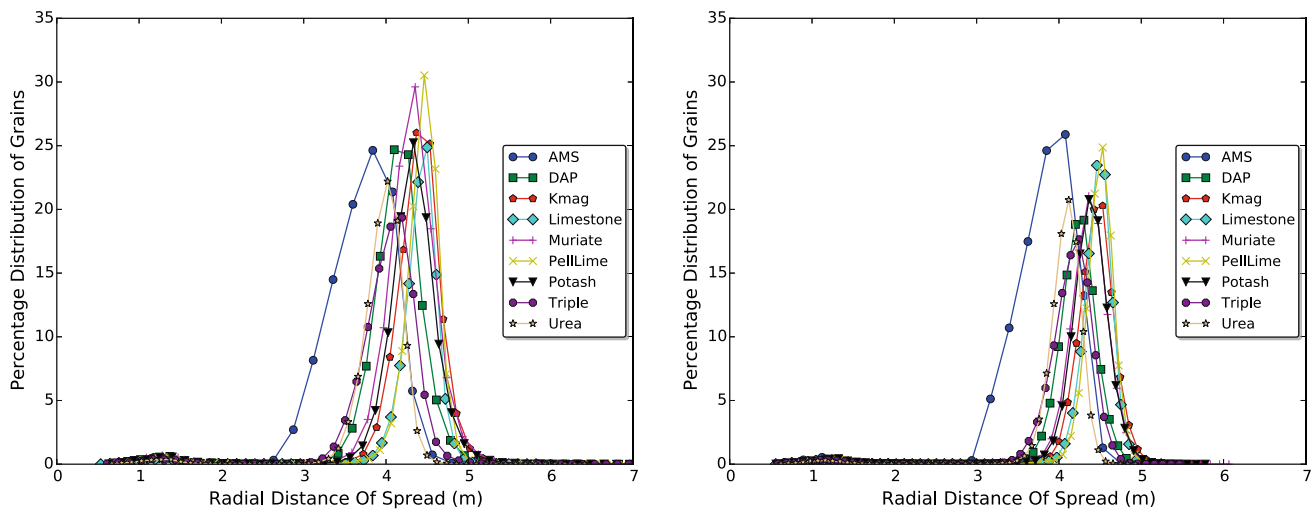 35
30
25
20
15
10
5
0
Percentage Distribution of Grains
AMS
DAP
Kmag
Limestone
Muriate
PellLime
Potash
Triple
Urea
0 1 2 3 4 5 6 7
Radial Distance Of Spread (m)
35
30
25
20
15
10
5
0
Percentage Distribution of Grains
AMS
DAP
Kmag
Limestone
Muriate
PellLime
Potash
Triple
Urea
0 1 2 3 4 5 6 7
Radial Distance Of Spread (m)